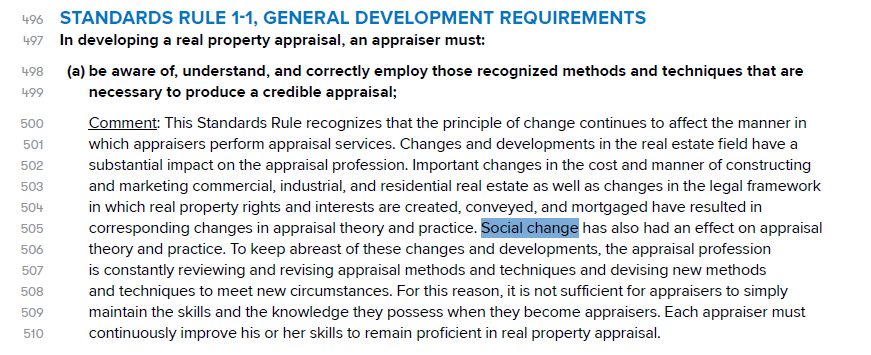 496 STANDARDS RULE 1-1, GENERAL DEVELOPMENT REQUIREMENTS
497 In developing a real property appraisal, an appraiser must:
498 (a) be aware of, understand, and correctly employ those recognized methods and techniques that are
499 necessary to produce a credible appraisal;
500 Comment: This Standards Rule recognizes that the principle of change continues to affect the manner in
501 which appraisers perform appraisal services. Changes and developments in the real estate field have a
502 substantial impact on the appraisal profession. Important changes in the cost and manner of constructing
503 and marketing commercial, industrial, and residential real estate as well as changes in the legal framework
504 in which real property rights and interests are created, conveyed, and mortgaged have resulted in
505 corresponding changes in appraisal theory and practice. Social change has also had an effect on appraisal
506 theory and practice. To keep abreast of these changes and developments, the appraisal profession
507 is constantly reviewing and revising appraisal methods and techniques and devising new methods
508 and techniques to meet new circumstances. For this reason, it is not sufficient for appraisers to simply
509 maintain the skills and the knowledge they possess when they become appraisers. Each appraiser must
510 continuously improve his or her skills to remain proficient in real property appraisal.